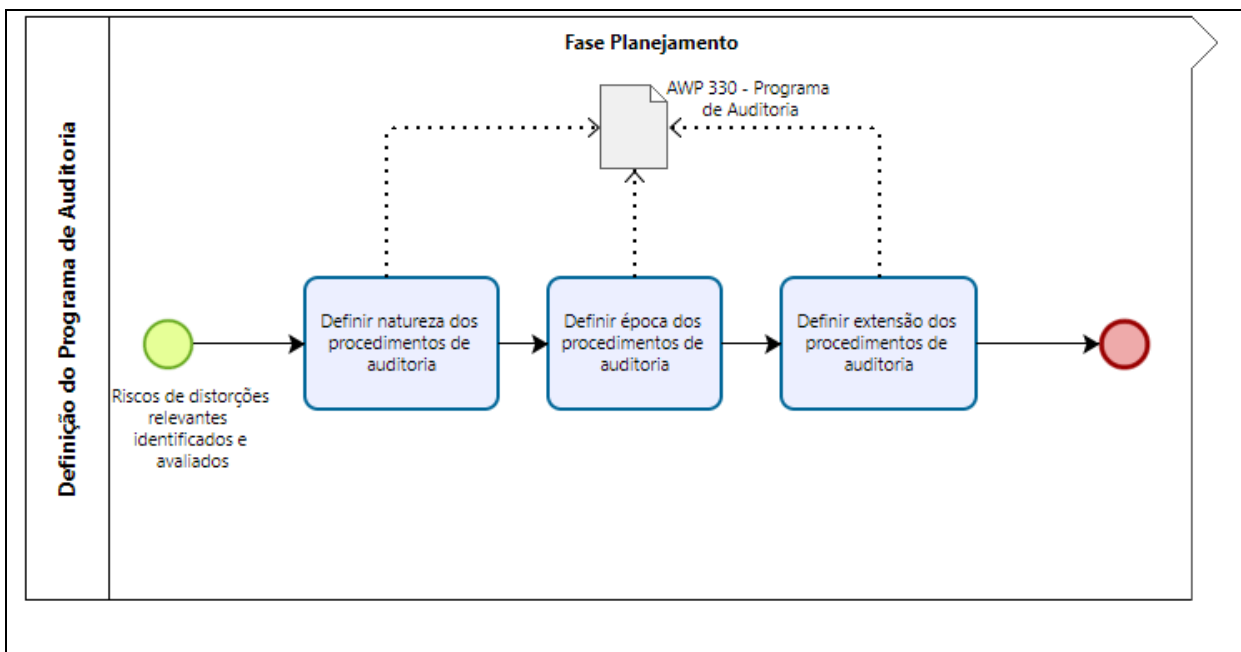 Fase Planejamento
AWP 330 - Programa
de Auditoria
Definição do Programa de Auditoria
Definir natureza dos
procedimentos de
auditoria
Definir época dos
procedimentos de
auditoria
Definir extensão dos
procedimentos de
auditoria
Riscos de distorções
relevantes
identificados e
avaliados